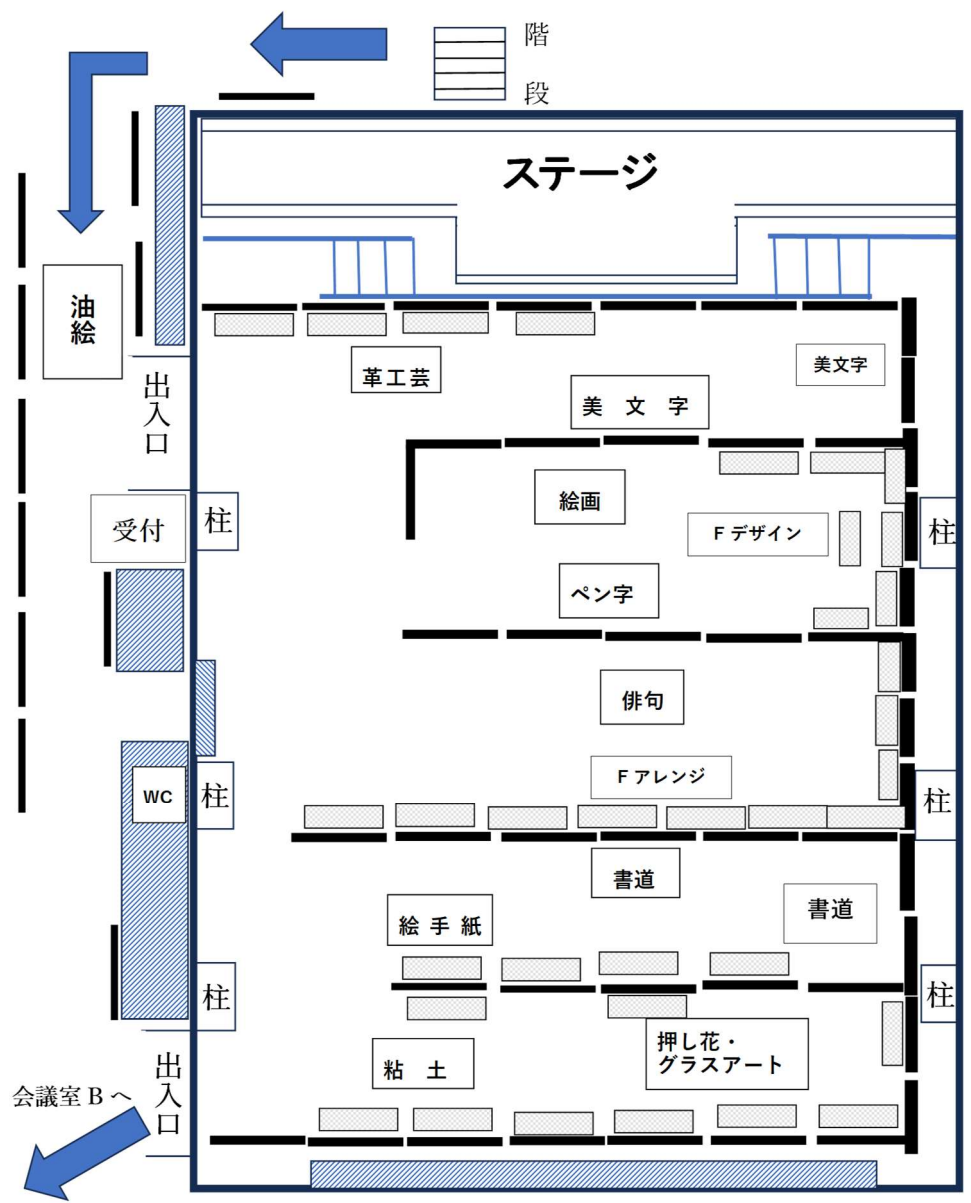 階
段
ステージ
油
絵
出
入
口
革工芸
美文字
美　文　字
受付
柱
柱
絵画
Ｆデザイン
ペン字
俳句
Ｆアレンジ
WC
柱
柱
書道
書道
絵 手 紙
柱
柱
粘　土
押し花・
グラスアート
出
入
口
会議室 B へ